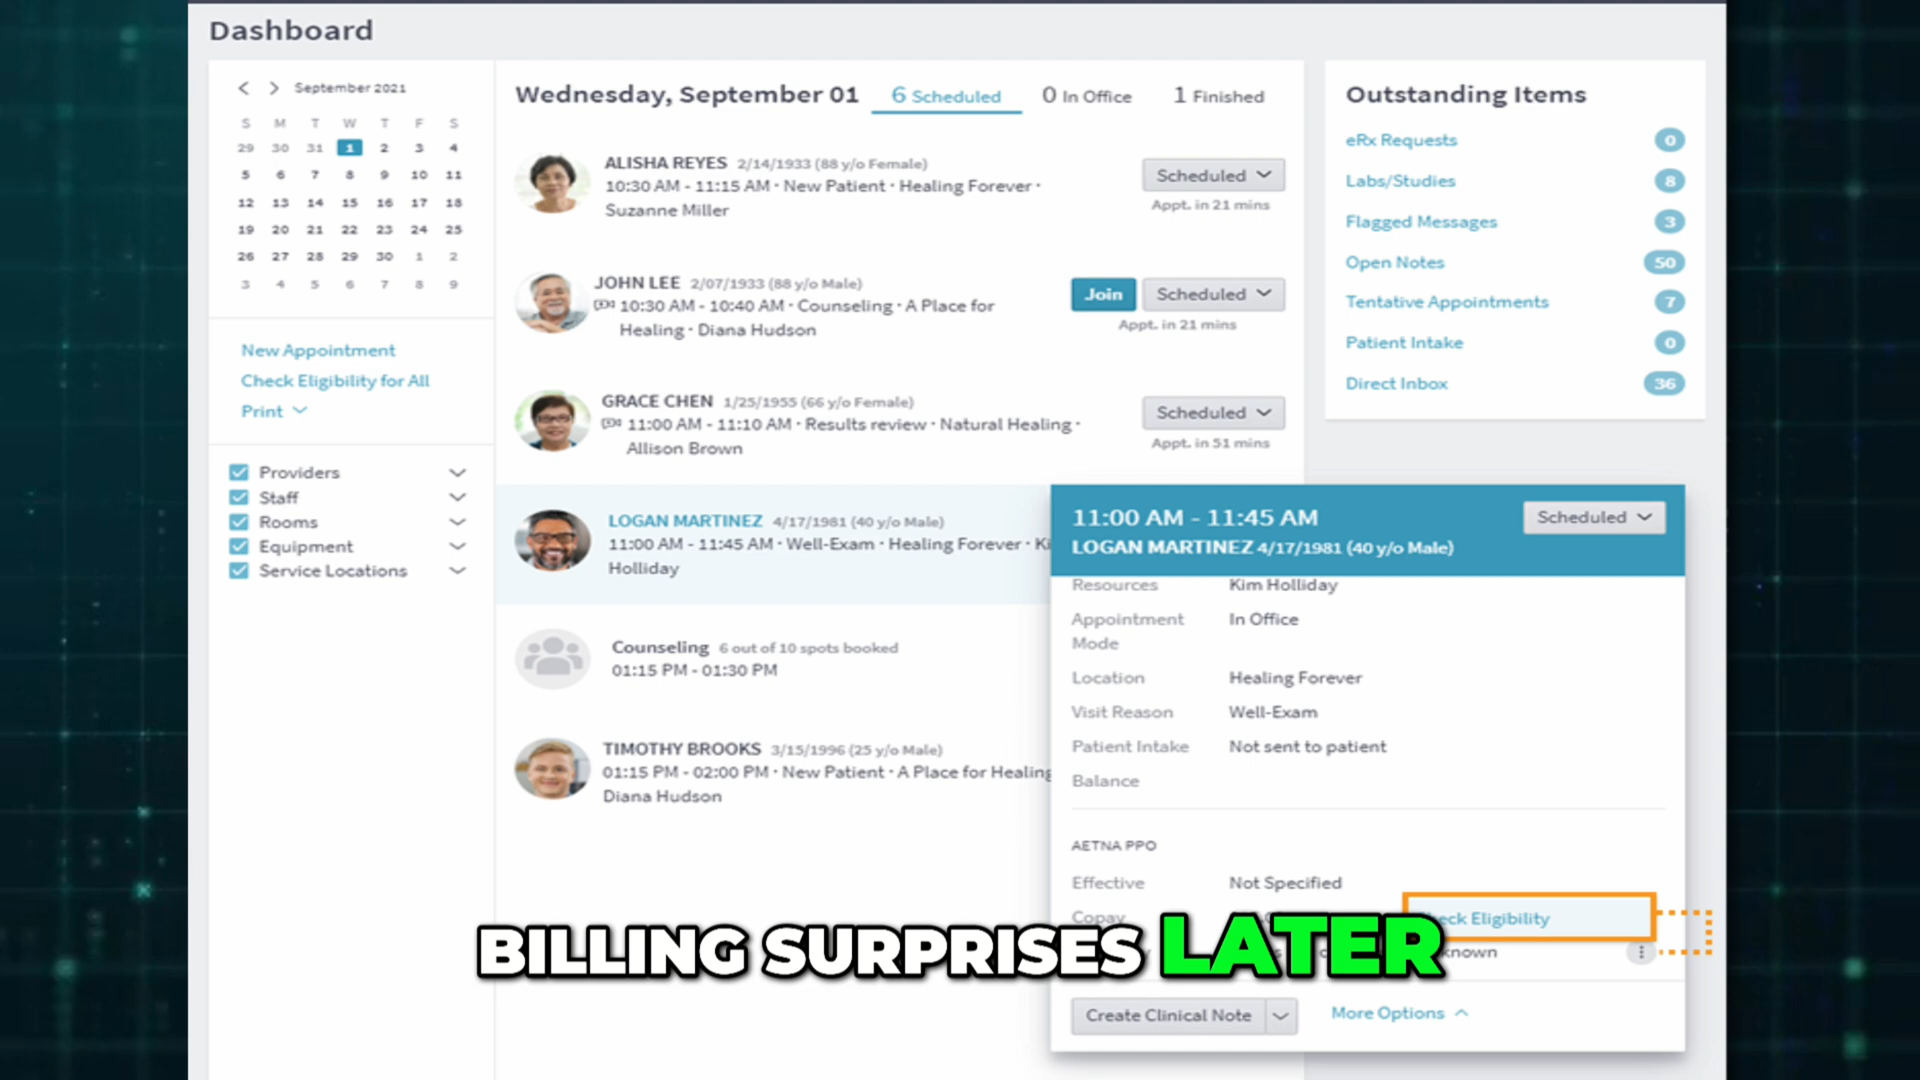 Dashboard
September 2021
S M T W T F S
29 30 31 1 2 3 4
5 6 7 8 9 10 11
12 13 14 15 16 17 18
19 20 21 22 23 24 25
26 27 28 29 30 1 2
3 4 5 6 7 8 9
New Appointment
Check Eligibility for All
Print
Providers
Staff
Rooms
Equipment
Service Locations
Wednesday, September 01
6 Scheduled
0 In Office
1 Finished
ALISHA REYES 2/14/1933 (88 y/o Female)
10:30 AM - 11:15 AM · New Patient · Healing Forever ·
Suzanne Miller
Scheduled
Appt. in 21 mins
JOHN LEE 2/07/1933 (88 y/o Male)
10:30 AM - 10:40 AM · Counseling · A Place for
Healing · Diana Hudson
Join
Scheduled
Appt. in 21 mins
GRACE CHEN 1/25/1955 (66 y/o Female)
11:00 AM - 11:10 AM · Results review · Natural Healing ·
Allison Brown
Scheduled
Appt. in 51 mins
LOGAN MARTINEZ 4/17/1981 (40 y/o Male)
11:00 AM - 11:45 AM · Well-Exam · Healing Forever ·
Holliday
Counseling 6 out of 10 spots booked
01:15 PM - 01:30 PM
TIMOTHY BROOKS 3/15/1996 (25 y/o Male)
01:15 PM - 02:00 PM · New Patient · A Place for Healing
Diana Hudson
Outstanding Items
eRx Requests 0
Labs/Studies 8
Flagged Messages 3
Open Notes 50
Tentative Appointments 7
Patient Intake 0
Direct Inbox 36
11:00 AM - 11:45 AM
Scheduled
LOGAN MARTINEZ 4/17/1981 (40 y/o Male)
Resources Kim Holliday
Appointment Mode In Office
Location Healing Forever
Visit Reason Well-Exam
Patient Intake Not sent to patient
Balance
AETNA PPO
Effective Not Specified
Copay
Eligibility
Create Clinical Note
More Options
BILLING SURPRISES LATER